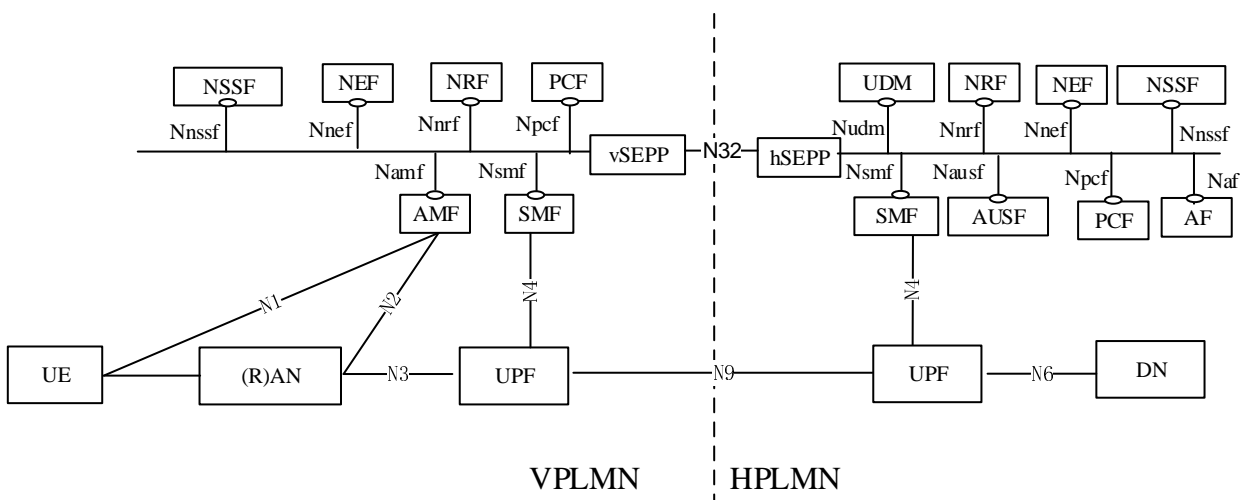 NSSF NEF NRF PCF UDM NRF NEF NSSF
Nnssf Nnef Nnrf Npcf Nudm Nnrf Nnef Nnssf
vSEPP N32 hSEPP
Namf Nsmf Nsmf Nausf Npcf Naf
AMF SMF SMF AUSF PCF AF
N1 N2 N4 N4
UE (R)AN N3 UPF N9 UPF N6 DN
VPLMN HPLMN